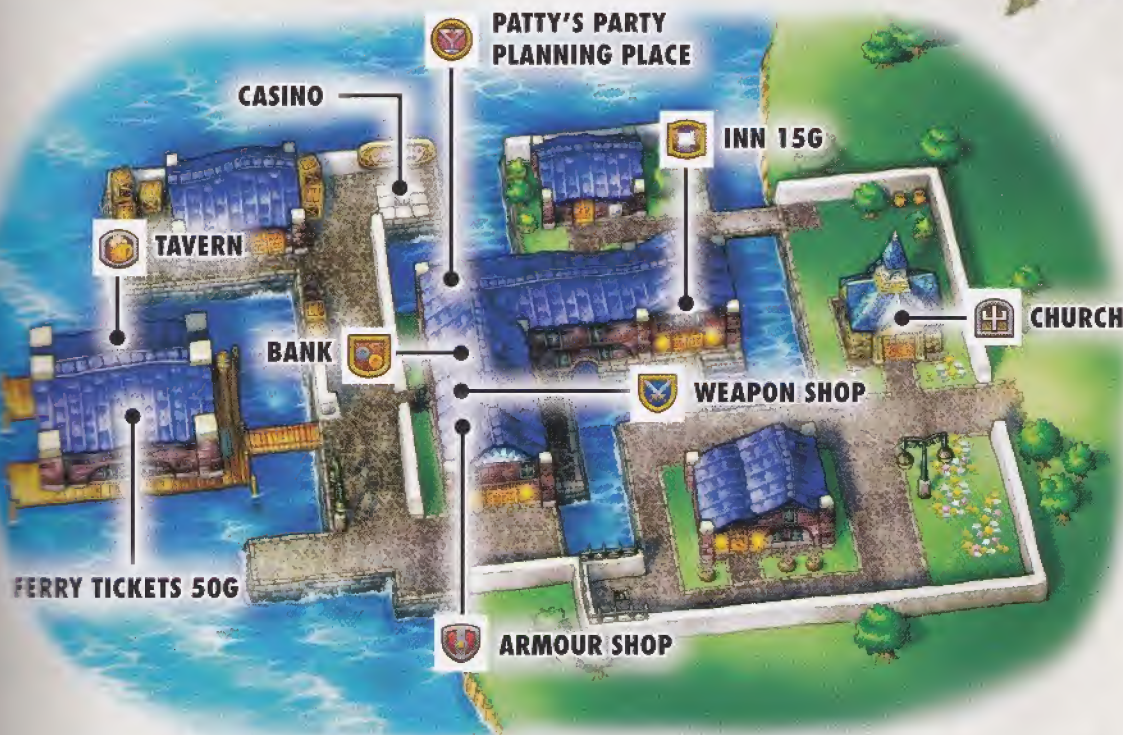 PATTY'S PARTY
PLANNING PLACE
CASINO
INN 15G
TAVERN
CHURCH
BANK
WEAPON SHOP
FERRY TICKETS 50G
ARMOUR SHOP